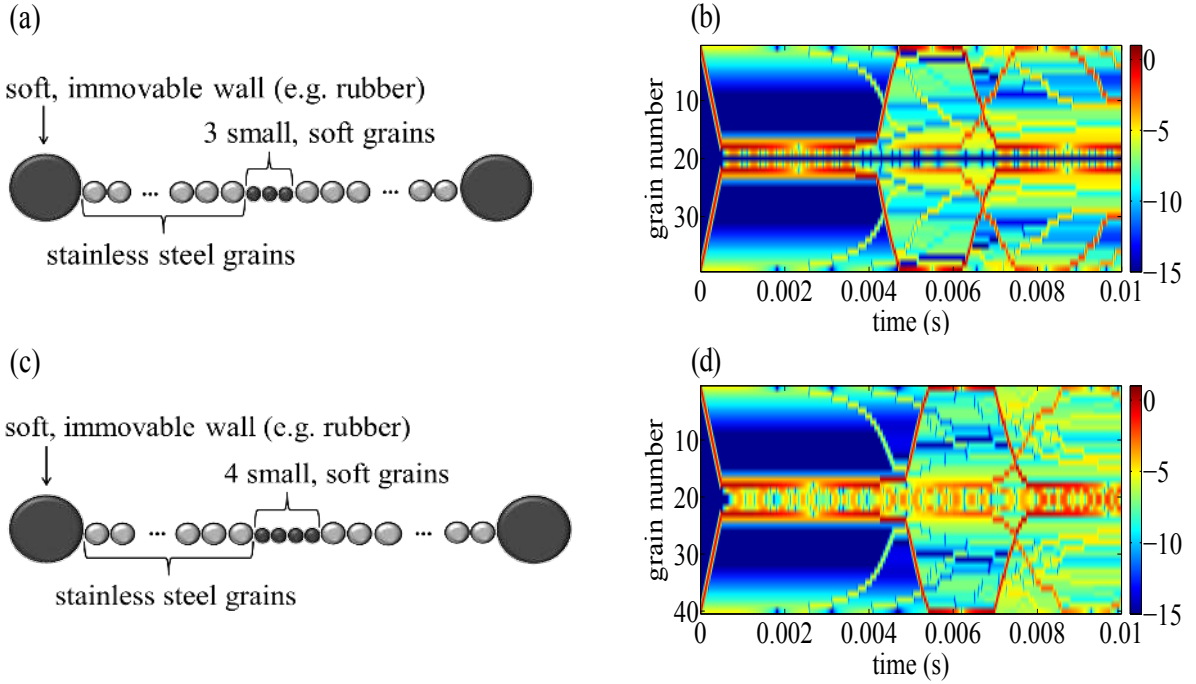 (a)
soft, immovable wall (e.g. rubber)
3 small, soft grains
...
...
stainless steel grains
(b)
grain number
10
20
30
0
0.002
0.004
0.006
0.008
0.01
time (s)
0
−5
−10
−15
(c)
soft, immovable wall (e.g. rubber)
4 small, soft grains
...
...
stainless steel grains
(d)
grain number
10
20
30
40
0
0.002
0.004
0.006
0.008
0.01
time (s)
0
−5
−10
−15